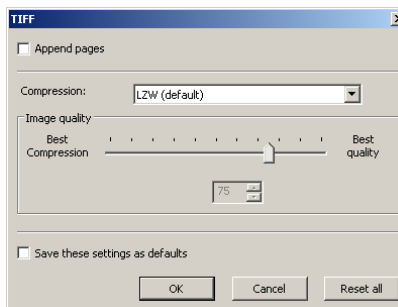 TIFF
Append pages
Compression: LZW (default)
Image quality
Best Compression
Best quality
75
Save these settings as defaults
OK Cancel Reset all